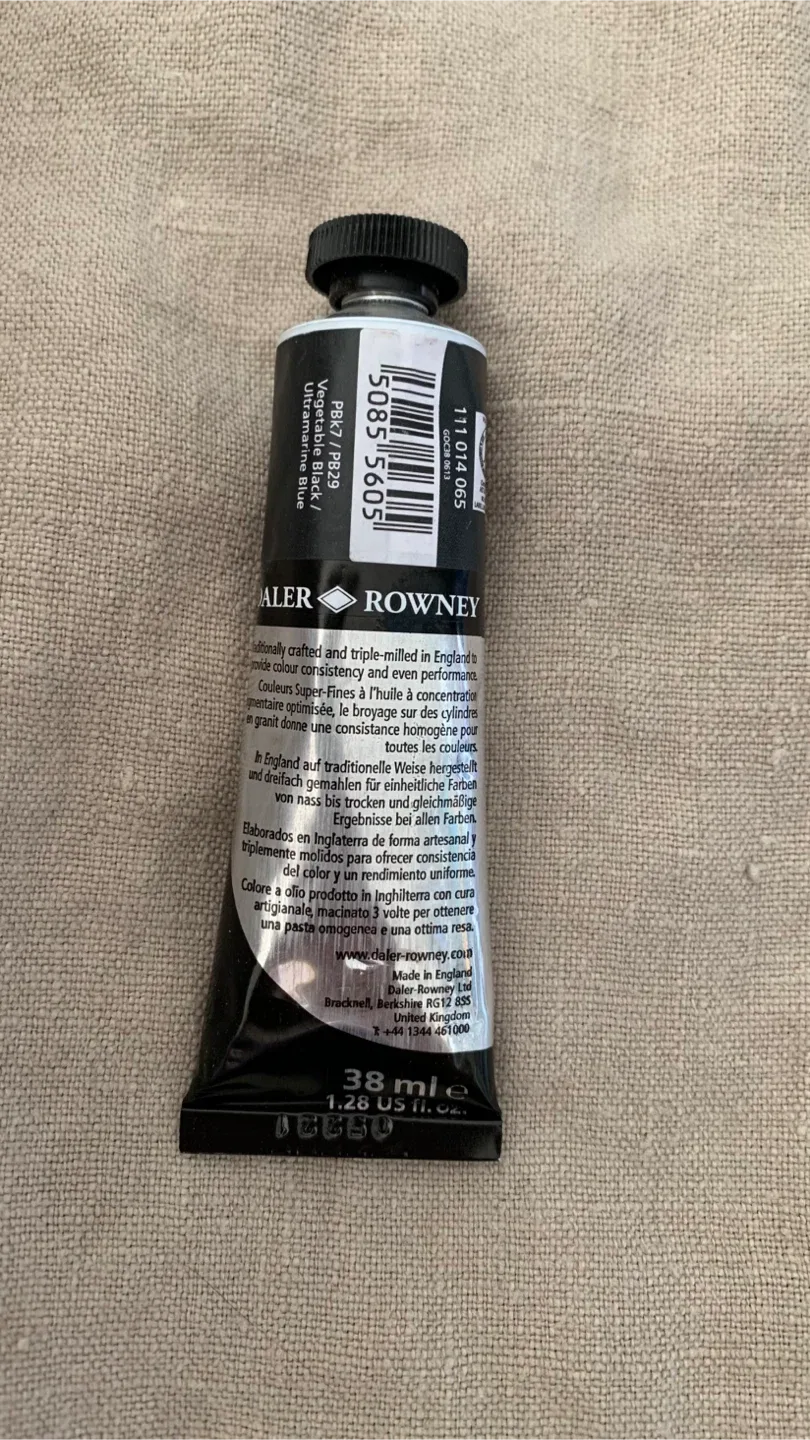 PBk7 / PB29
Vegetable Black /
Ultramarine Blue
5085 5605
111 014 065
GOC38 0613
DALER ROWNEY
traditionally crafted and triple-milled in England to
provide colour consistency and even performance.
Couleurs Super-Fines à l'huile à concentration
pigmentaire optimisée, le broyage sur des cylindres
en granit donne une consistance homogène pour
toutes les couleurs.
In England auf traditionelle Weise hergestellt
und dreifach gemahlen für einheitliche Farben
von nass bis trocken und gleichmäßige
Ergebnisse bei allen Farben.
Elaborados en Inglaterra de forma artesanal y
triplemente molidos para ofrecer consistencia
del color y un rendimiento uniforme.
Colore a olio prodotto in Inghilterra con cura
artigianale, macinato 3 volte per ottenere
una pasta omogenea e una ottima resa.
www.daler-rowney.com
Made in England
Daler-Rowney Ltd
Bracknell, Berkshire RG12 8SS
United Kingdom
T: +44 1344 461000
38 ml e
1.28 US fl. oz.